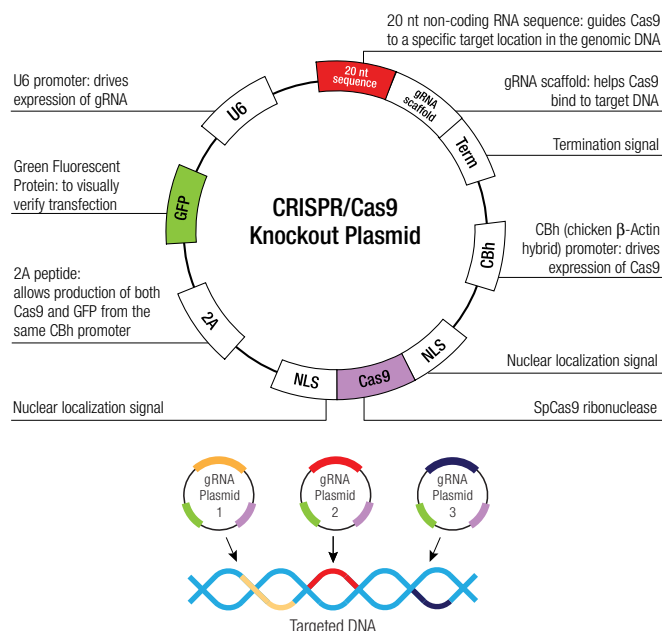 20 nt non-coding RNA sequence: guides Cas9
to a specific target location in the genomic DNA
U6 promoter: drives
expression of gRNA
20 nt
sequence
gRNA
scaffold
gRNA scaffold: helps Cas9
bind to target DNA
U6
Term
Termination signal
Green Fluorescent
Protein: to visually
verify transfection
GFP
CRISPR/Cas9
Knockout Plasmid
CBh
CBh (chicken β-Actin
hybrid) promoter: drives
expression of Cas9
2A peptide:
allows production of both
Cas9 and GFP from the
same CBh promoter
2A
NLS
Cas9
NLS
Nuclear localization signal
Nuclear localization signal
SpCas9 ribonuclease
gRNA
Plasmid
1
gRNA
Plasmid
2
gRNA
Plasmid
3
Targeted DNA